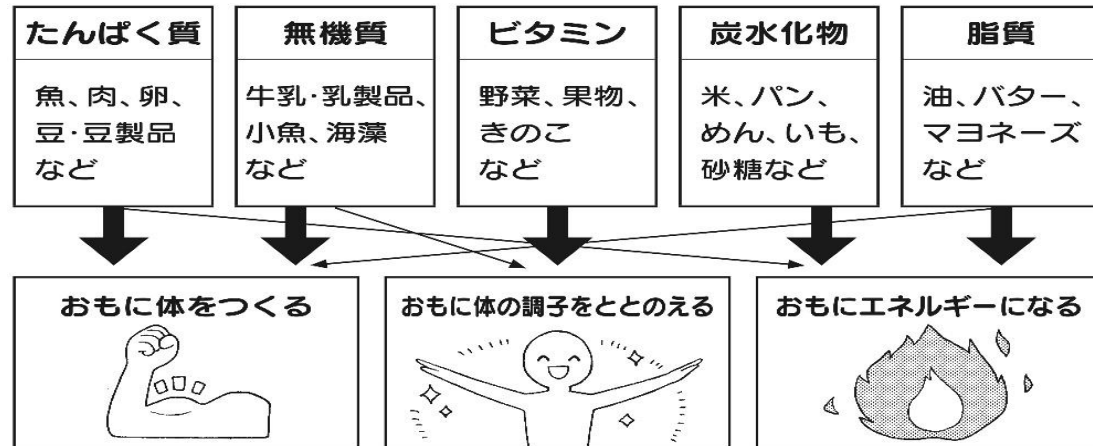 たんぱく質
魚、肉、卵、
豆・豆製品
など
無機質
牛乳・乳製品、
小魚、海藻
など
ビタミン
野菜、果物、
きのこ
など
炭水化物
米、パン、
めん、いも、
砂糖など
脂質
油、バター、
マヨネーズ
など
おもに体をつくる
おもに体の調子をととのえる
おもにエネルギーになる